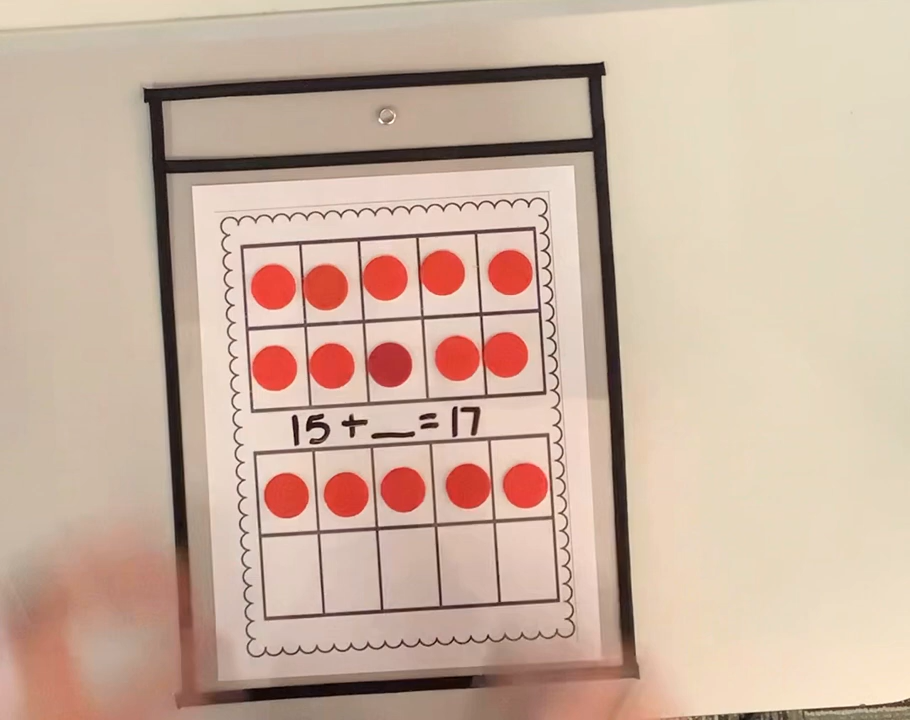 15 + __ = 17